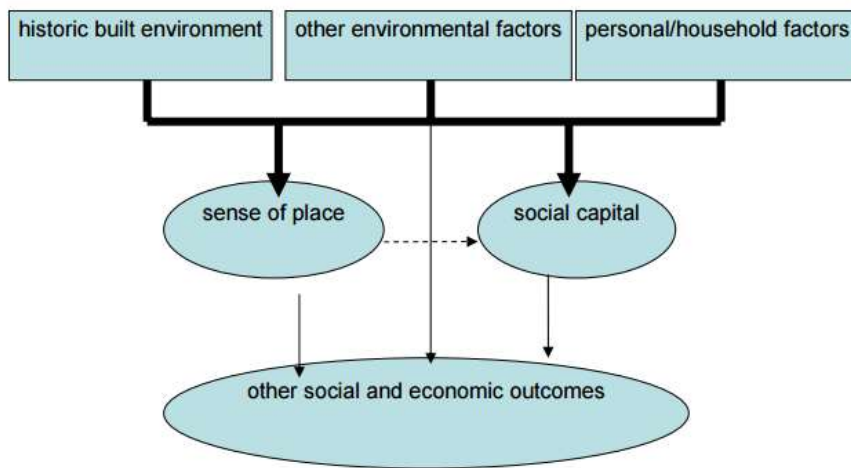 historic built environment
other environmental factors
personal/household factors
sense of place
social capital
other social and economic outcomes